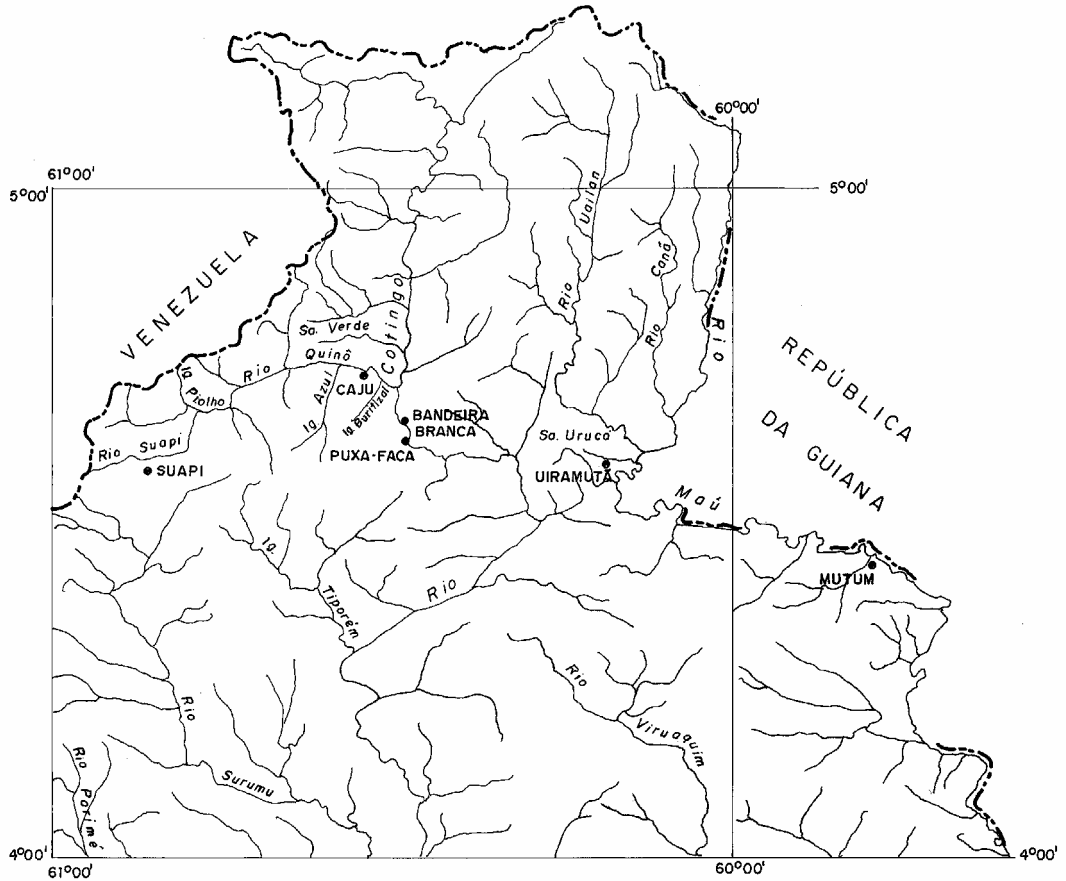 60°00'
61°00'
5°00'
5°00'
VENEZUELA
Rio Uailan
Rio Canã
Rio
Cotingo
Sa. Verde
Rio Quinô
CAJU
Ig Piolho
Ig Azul
Ig Buritizal
REPÚBLICA
DA GUIANA
BANDEIRA
BRANCA
PUXA-FACA
Rio Suapi
SUAPI
Sa. Urucá
UIRAMUTÃ
Maú
MUTUM
Ig.
Tiporém
Rio
Rio
Viruaquim
Rio
Surumu
Rio Parimé
4°00'
61°00'
60°00'
4°00'